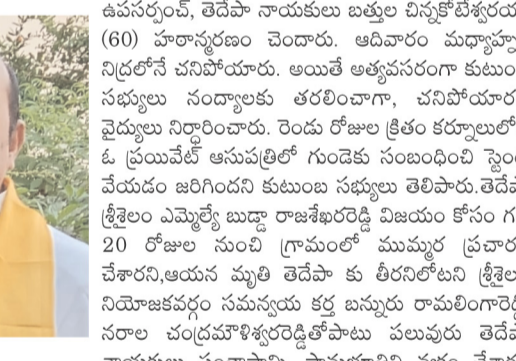 ఉపసర్పంచ్, తెదేపా నాయకులు బత్తుల చిన్నకోటేశ్వరయ
(60) హఠాన్మరణం చెందారు. ఆదివారం మధ్యాహ్న
నిద్రలోనే చనిపోయారు. అయితే అత్యవసరంగా కుటుం
సభ్యులు నంద్యాలకు తరలించాగా, చనిపోయార
వైద్యులు నిర్ధారించారు. రెండు రోజుల క్రితం కర్నూలులో
ఓ ప్రయివేట్ ఆసుపత్రిలో గుండెకు సంబంధించి స్టెం
వేయడం జరిగిందని కుటుంబ సభ్యులు తెలిపారు.తెదేప
శ్రీశైలం ఎమ్మెల్యే బుడ్డా రాజశేఖరరెడ్డి విజయం కోసం గ
20 రోజుల నుంచి గ్రామంలో ముమ్మర ప్రచార
చేశారని,ఆయన మృతి తెదేపా కు తీరనిలోటని శ్రీశైల
నియోజకవర్గం సమన్వయ కర్త బన్నురు రామలింగారెడ్డి
నరాల చంద్రమౌళిశ్వరరెడ్డితోపాటు పలువురు తెదేప